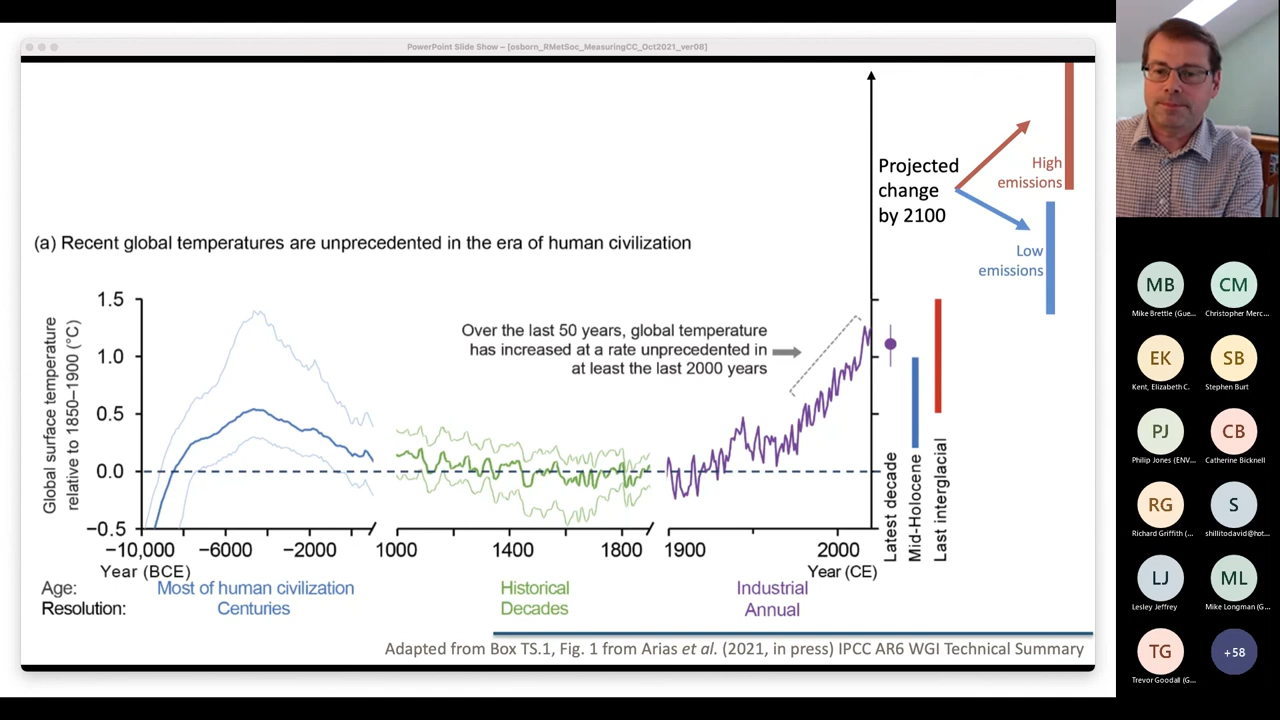 PowerPoint Slide Show – [osborn_RMetSoc_MeasuringCC_Oct2021_ver08]
Projected
change
by 2100
High
emissions
Low
emissions
(a) Recent global temperatures are unprecedented in the era of human civilization
Global surface temperature
relative to 1850–1900 (°C)
1.5
1.0
0.5
0.0
−0.5
Over the last 50 years, global temperature
has increased at a rate unprecedented in
at least the last 2000 years
Latest decade
Mid-Holocene
Last interglacial
−10,000 −6000 −2000 1000 1400 1800 1900 2000
Year (BCE) Year (CE)
Age: Most of human civilization Historical Industrial
Resolution: Centuries Decades Annual
Adapted from Box TS.1, Fig. 1 from Arias et al. (2021, in press) IPCC AR6 WGI Technical Summary
MB CM
Mike Brettle (Gue... Christopher Merc...
EK SB
Kent, Elizabeth C. Stephen Burt
PJ CB
Philip Jones (ENV... Catherine Bicknell
RG S
Richard Griffith (... shillitodavid@hot...
LJ ML
Lesley Jeffrey Mike Longman (G...
TG +58
Trevor Goodall (G...